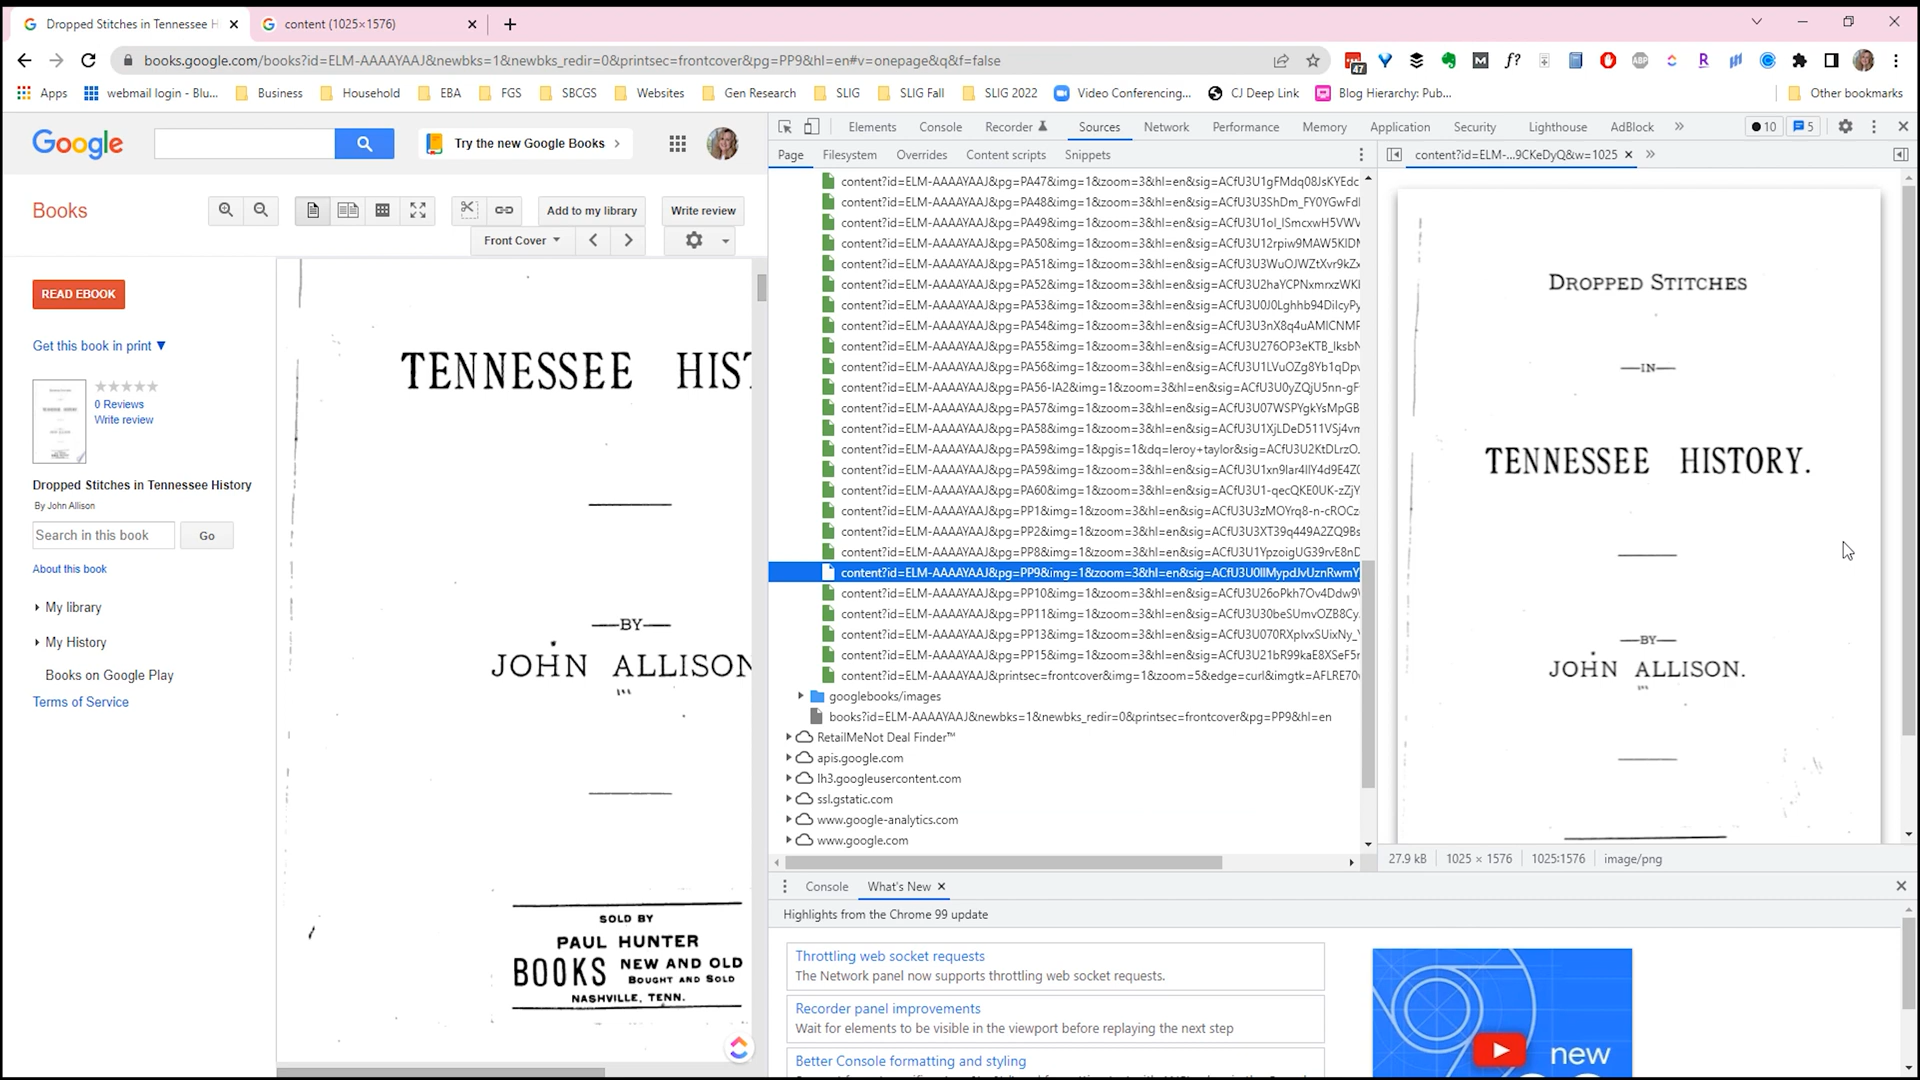 Dropped Stitches in Tennessee H
content (1025×1576)
books.google.com/books?id=ELM-AAAAYAAJ&newbks=1&newbks_redir=0&printsec=frontcover&pg=PP9&hl=en#v=onepage&q&f=false
47
Apps
webmail login - Blu...
Business
Household
EBA
FGS
SBCGS
Websites
Gen Research
SLIG
SLIG Fall
SLIG 2022
Video Conferencing...
CJ Deep Link
Blog Hierarchy: Pub...
Other bookmarks
Google
Try the new Google Books
Books
Add to my library
Write review
Front Cover
READ EBOOK
Get this book in print ▼
0 Reviews
Write review
Dropped Stitches in Tennessee History
By John Allison
Search in this book
Go
About this book
My library
My History
Books on Google Play
Terms of Service
TENNESSEE HIST
—BY—
JOHN ALLISON
SOLD BY
PAUL HUNTER
BOOKS NEW AND OLD
BOUGHT AND SOLD
NASHVILLE, TENN.
Elements
Console
Recorder
Sources
Network
Performance
Memory
Application
Security
Lighthouse
AdBlock
10
5
Page
Filesystem
Overrides
Content scripts
Snippets
content?id=ELM-...9CKeDyQ&w=1025
content?id=ELM-AAAAYAAJ&pg=PA47&img=1&zoom=3&hl=en&sig=ACfU3U1gFMdq08JsKYEdc
content?id=ELM-AAAAYAAJ&pg=PA48&img=1&zoom=3&hl=en&sig=ACfU3U3ShDm_FY0YGwFdI
content?id=ELM-AAAAYAAJ&pg=PA49&img=1&zoom=3&hl=en&sig=ACfU3U1oI_ISmcxwH5VWV
content?id=ELM-AAAAYAAJ&pg=PA50&img=1&zoom=3&hl=en&sig=ACfU3U12rpiw9MAW5KIDM
content?id=ELM-AAAAYAAJ&pg=PA51&img=1&zoom=3&hl=en&sig=ACfU3U3WuOJWZtXvr9kZx
content?id=ELM-AAAAYAAJ&pg=PA52&img=1&zoom=3&hl=en&sig=ACfU3U2haYCPNxmrxzWKI
content?id=ELM-AAAAYAAJ&pg=PA53&img=1&zoom=3&hl=en&sig=ACfU3U0J0Lghhb94DiIcyPy
content?id=ELM-AAAAYAAJ&pg=PA54&img=1&zoom=3&hl=en&sig=ACfU3U3nX8q4uAMICNMF
content?id=ELM-AAAAYAAJ&pg=PA55&img=1&zoom=3&hl=en&sig=ACfU3U276OP3eKTB_IksbN
content?id=ELM-AAAAYAAJ&pg=PA56&img=1&zoom=3&hl=en&sig=ACfU3U1LVuOZg8Yb1qDpv
content?id=ELM-AAAAYAAJ&pg=PA56-IA2&img=1&zoom=3&hl=en&sig=ACfU3U0yZQjU5nn-gF
content?id=ELM-AAAAYAAJ&pg=PA57&img=1&zoom=3&hl=en&sig=ACfU3U07WSPYgkYsMpGB
content?id=ELM-AAAAYAAJ&pg=PA58&img=1&zoom=3&hl=en&sig=ACfU3U1XjLDeD511VSj4vm
content?id=ELM-AAAAYAAJ&pg=PA59&img=1&pgis=1&dq=leroy+taylor&sig=ACfU3U2KtDLrzO
content?id=ELM-AAAAYAAJ&pg=PA59&img=1&zoom=3&hl=en&sig=ACfU3U1xn9Iar4lIY4d9E4Z0
content?id=ELM-AAAAYAAJ&pg=PA60&img=1&zoom=3&hl=en&sig=ACfU3U1-qecQKE0UK-zZjY
content?id=ELM-AAAAYAAJ&pg=PP1&img=1&zoom=3&hl=en&sig=ACfU3U3zMOYrq8-n-cROCz
content?id=ELM-AAAAYAAJ&pg=PP2&img=1&zoom=3&hl=en&sig=ACfU3U3XT39q449A2ZQ9Bs
content?id=ELM-AAAAYAAJ&pg=PP8&img=1&zoom=3&hl=en&sig=ACfU3U1YpzoigUG39rvE8nD
content?id=ELM-AAAAYAAJ&pg=PP9&img=1&zoom=3&hl=en&sig=ACfU3U0IlMypdJvUznRwmY
content?id=ELM-AAAAYAAJ&pg=PP10&img=1&zoom=3&hl=en&sig=ACfU3U26oPkh7Ov4Ddw9
content?id=ELM-AAAAYAAJ&pg=PP11&img=1&zoom=3&hl=en&sig=ACfU3U30beSUmvOZB8Cy
content?id=ELM-AAAAYAAJ&pg=PP13&img=1&zoom=3&hl=en&sig=ACfU3U070RXplvxSUixNy_Y
content?id=ELM-AAAAYAAJ&pg=PP15&img=1&zoom=3&hl=en&sig=ACfU3U21bR99kaE8XSeF5r
content?id=ELM-AAAAYAAJ&printsec=frontcover&img=1&zoom=5&edge=curl&imgtk=AFLRE70
googlebooks/images
books?id=ELM-AAAAYAAJ&newbks=1&newbks_redir=0&printsec=frontcover&pg=PP9&hl=en
RetailMeNot Deal Finder™
apis.google.com
lh3.googleusercontent.com
ssl.gstatic.com
www.google-analytics.com
www.google.com
DROPPED STITCHES
—IN—
TENNESSEE HISTORY.
—BY—
JOHN ALLISON.
27.9 kB
1025 × 1576
1025:1576
image/png
Console
What's New
Highlights from the Chrome 99 update
Throttling web socket requests
The Network panel now supports throttling web socket requests.
Recorder panel improvements
Wait for elements to be visible in the viewport before replaying the next step
Better Console formatting and styling
new